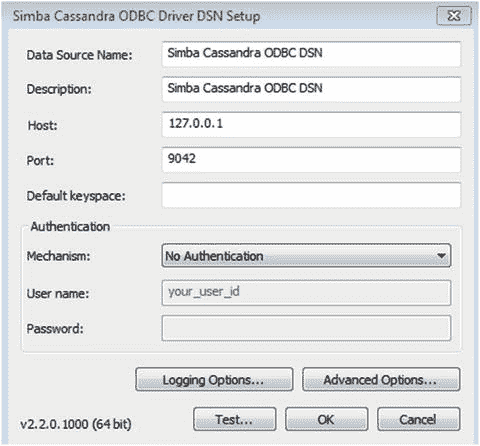 Simba Cassandra ODBC Driver DSN Setup
Data Source Name: Simba Cassandra ODBC DSN
Description: Simba Cassandra ODBC DSN
Host: 127.0.0.1
Port: 9042
Default keyspace:
Authentication
Mechanism: No Authentication
User name: your_user_id
Password:
Logging Options... Advanced Options...
v2.2.0.1000 (64 bit) Test... OK Cancel